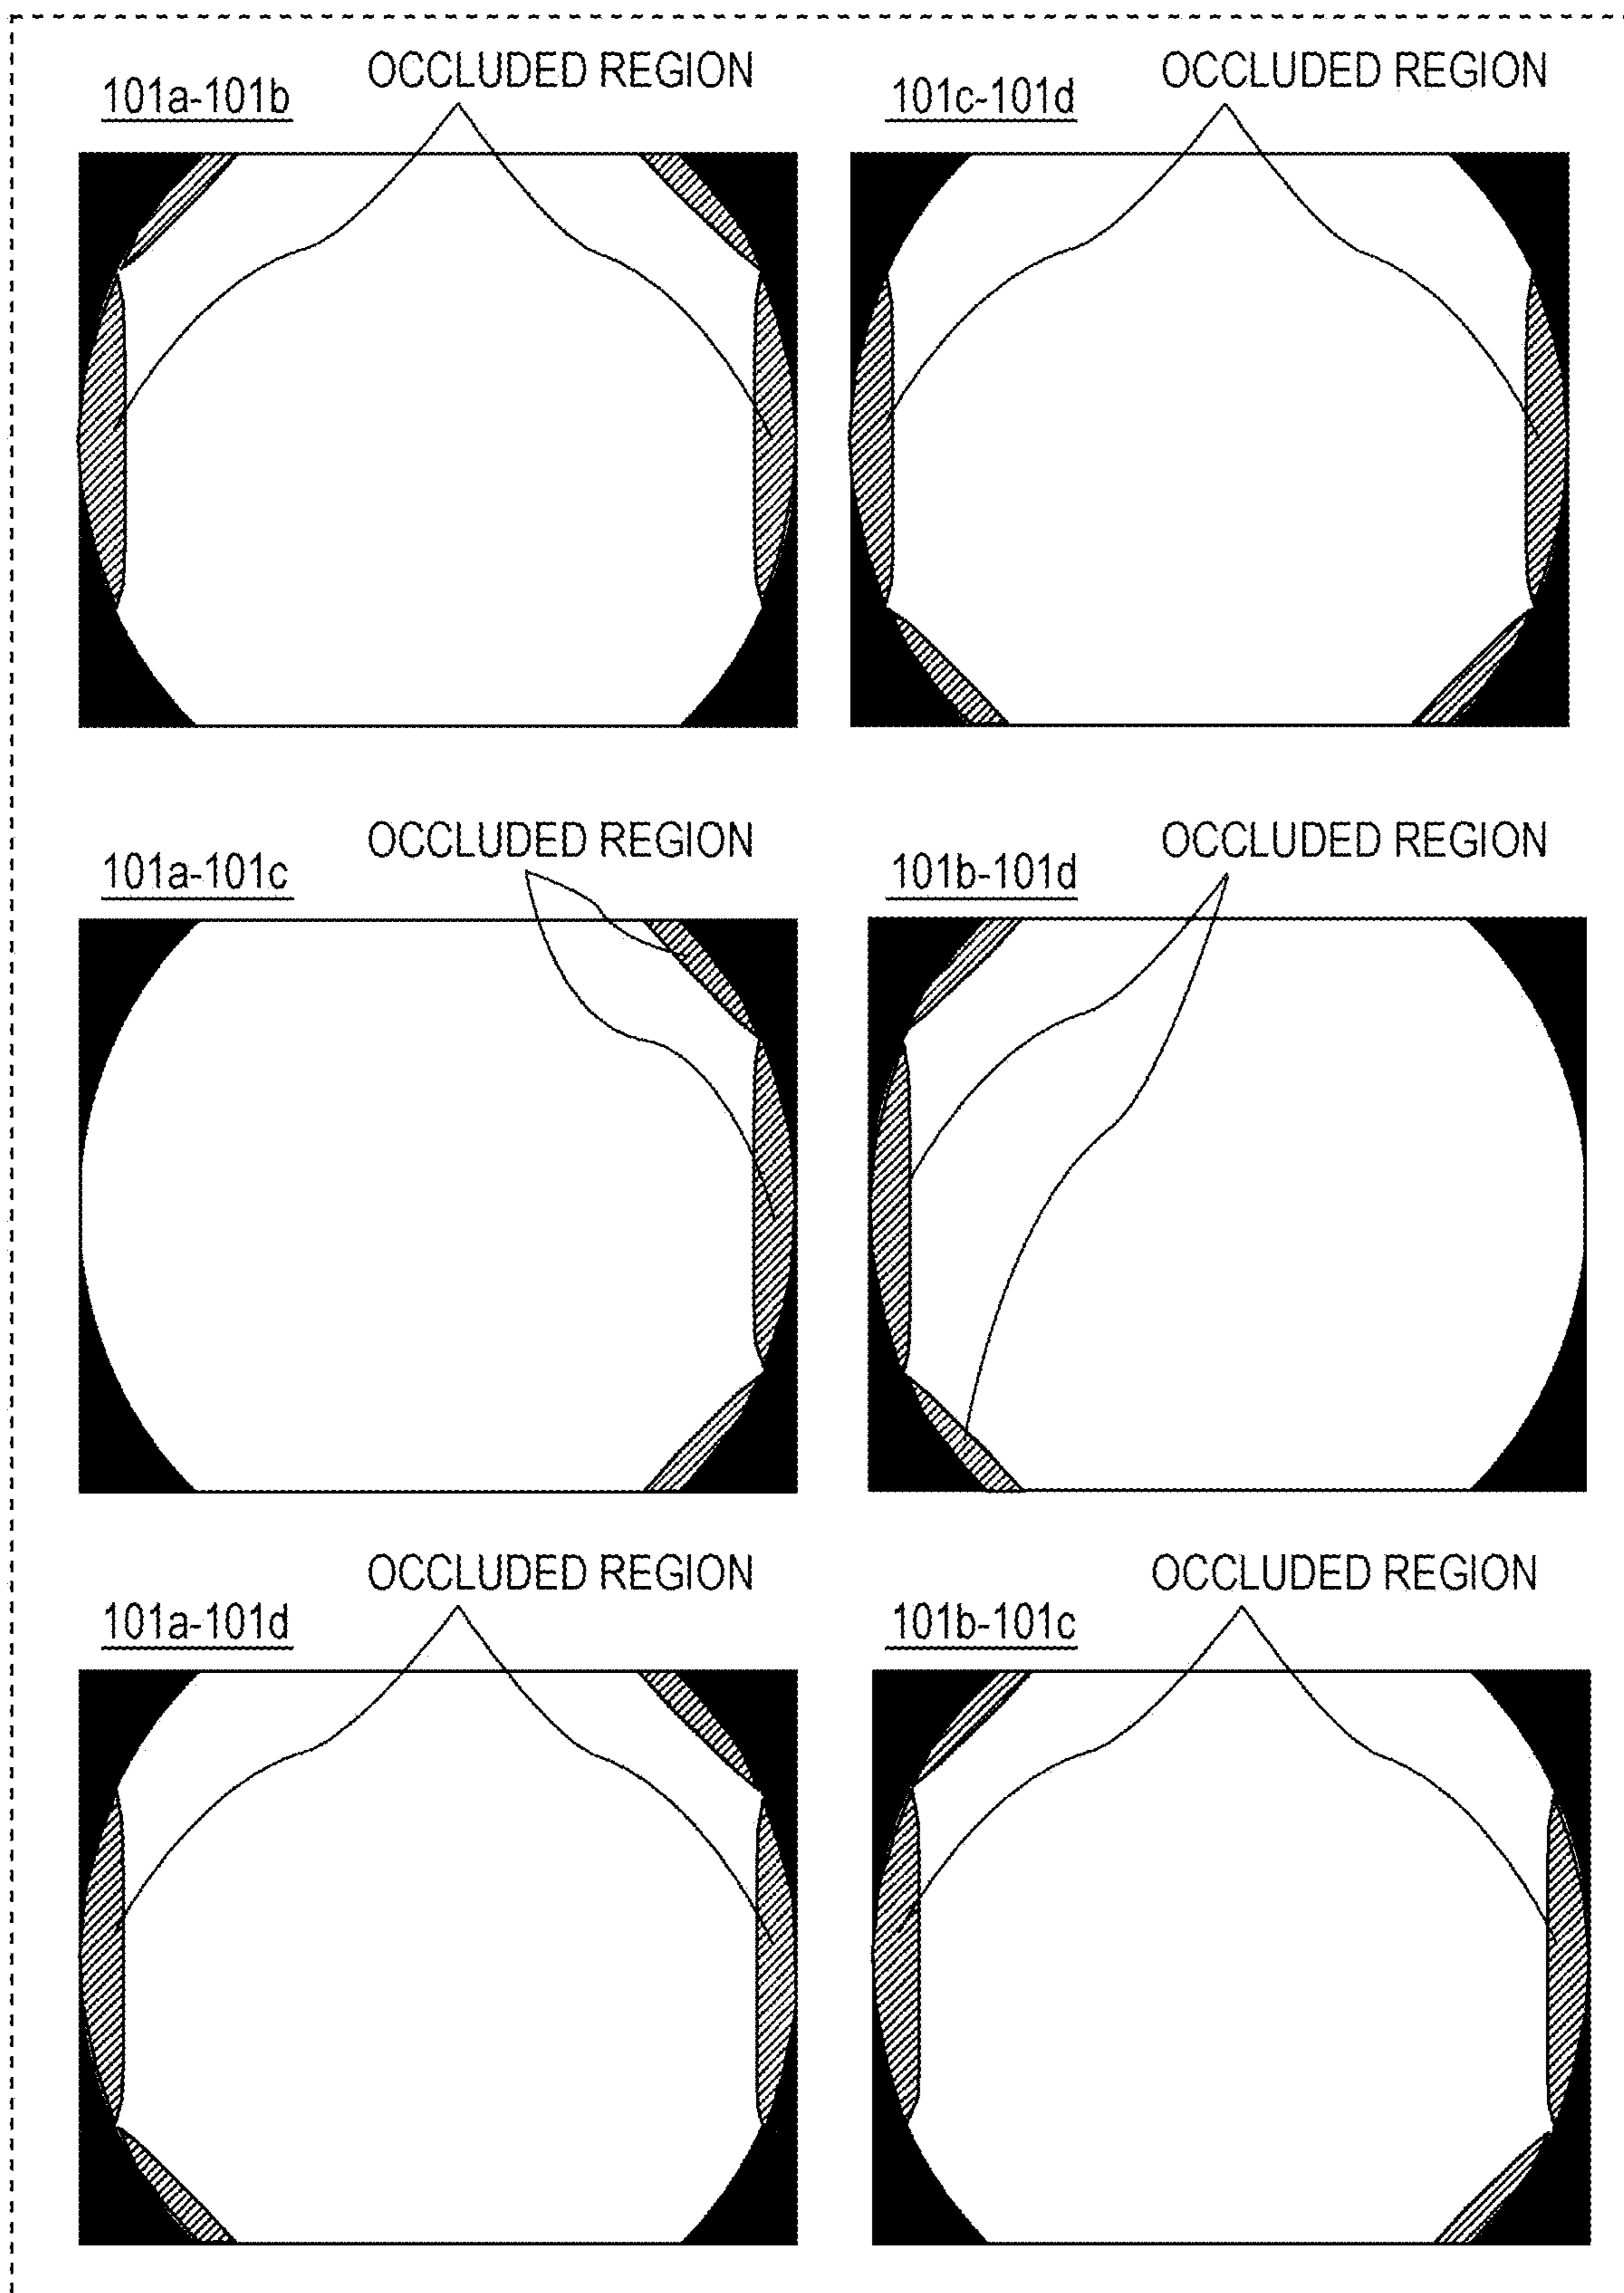 OCCLUDED REGION
101a-101b
OCCLUDED REGION
101c-101d
OCCLUDED REGION
101a-101c
OCCLUDED REGION
101b-101d
OCCLUDED REGION
101a-101d
OCCLUDED REGION
101b-101c